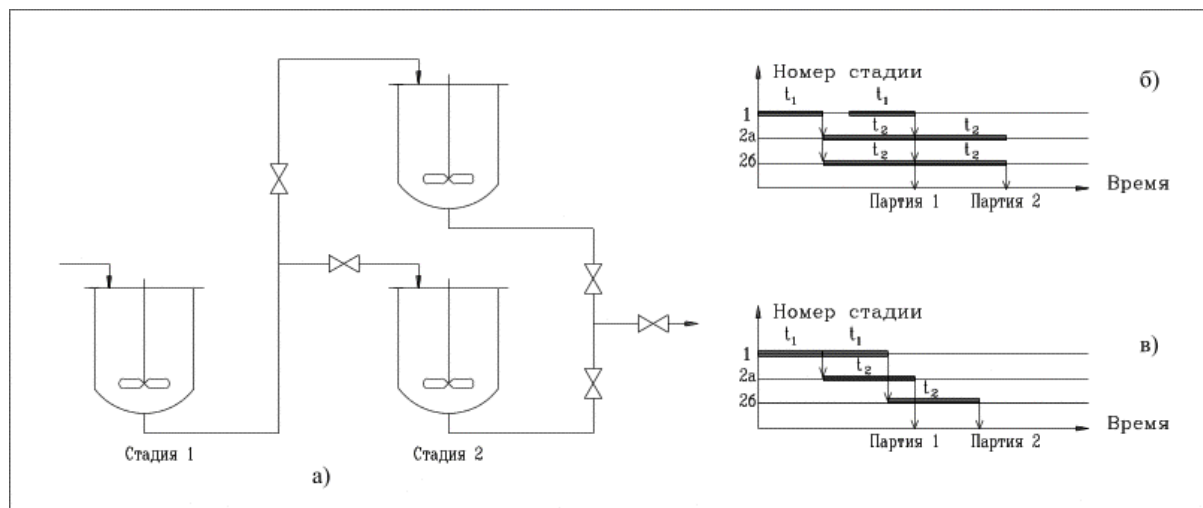 Стадия 1
Стадия 2
а)
Номер стадии
б)
t₁ t₁
1
t₂ t₂
2а
t₂ t₂
2б
Время
Партия 1 Партия 2
Номер стадии
в)
t₁ t₁
1
t₂
2а
t₂
2б
Время
Партия 1 Партия 2